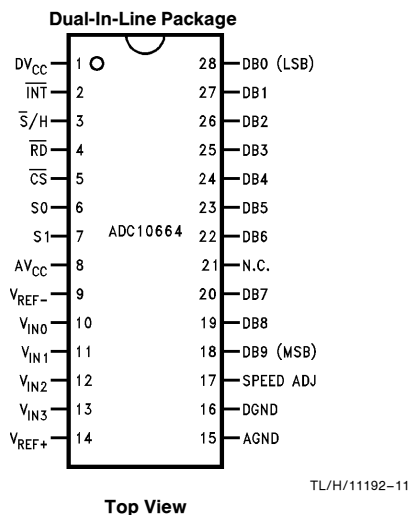 Dual-In-Line Package
DVCC 1 28 DB0 (LSB)
INT 2 27 DB1
S/H 3 26 DB2
RD 4 25 DB3
CS 5 24 DB4
S0 6 23 DB5
S1 7 ADC10664 22 DB6
AVCC 8 21 N.C.
VREF- 9 20 DB7
VIN0 10 19 DB8
VIN1 11 18 DB9 (MSB)
VIN2 12 17 SPEED ADJ
VIN3 13 16 DGND
VREF+ 14 15 AGND
TL/H/11192-11
Top View